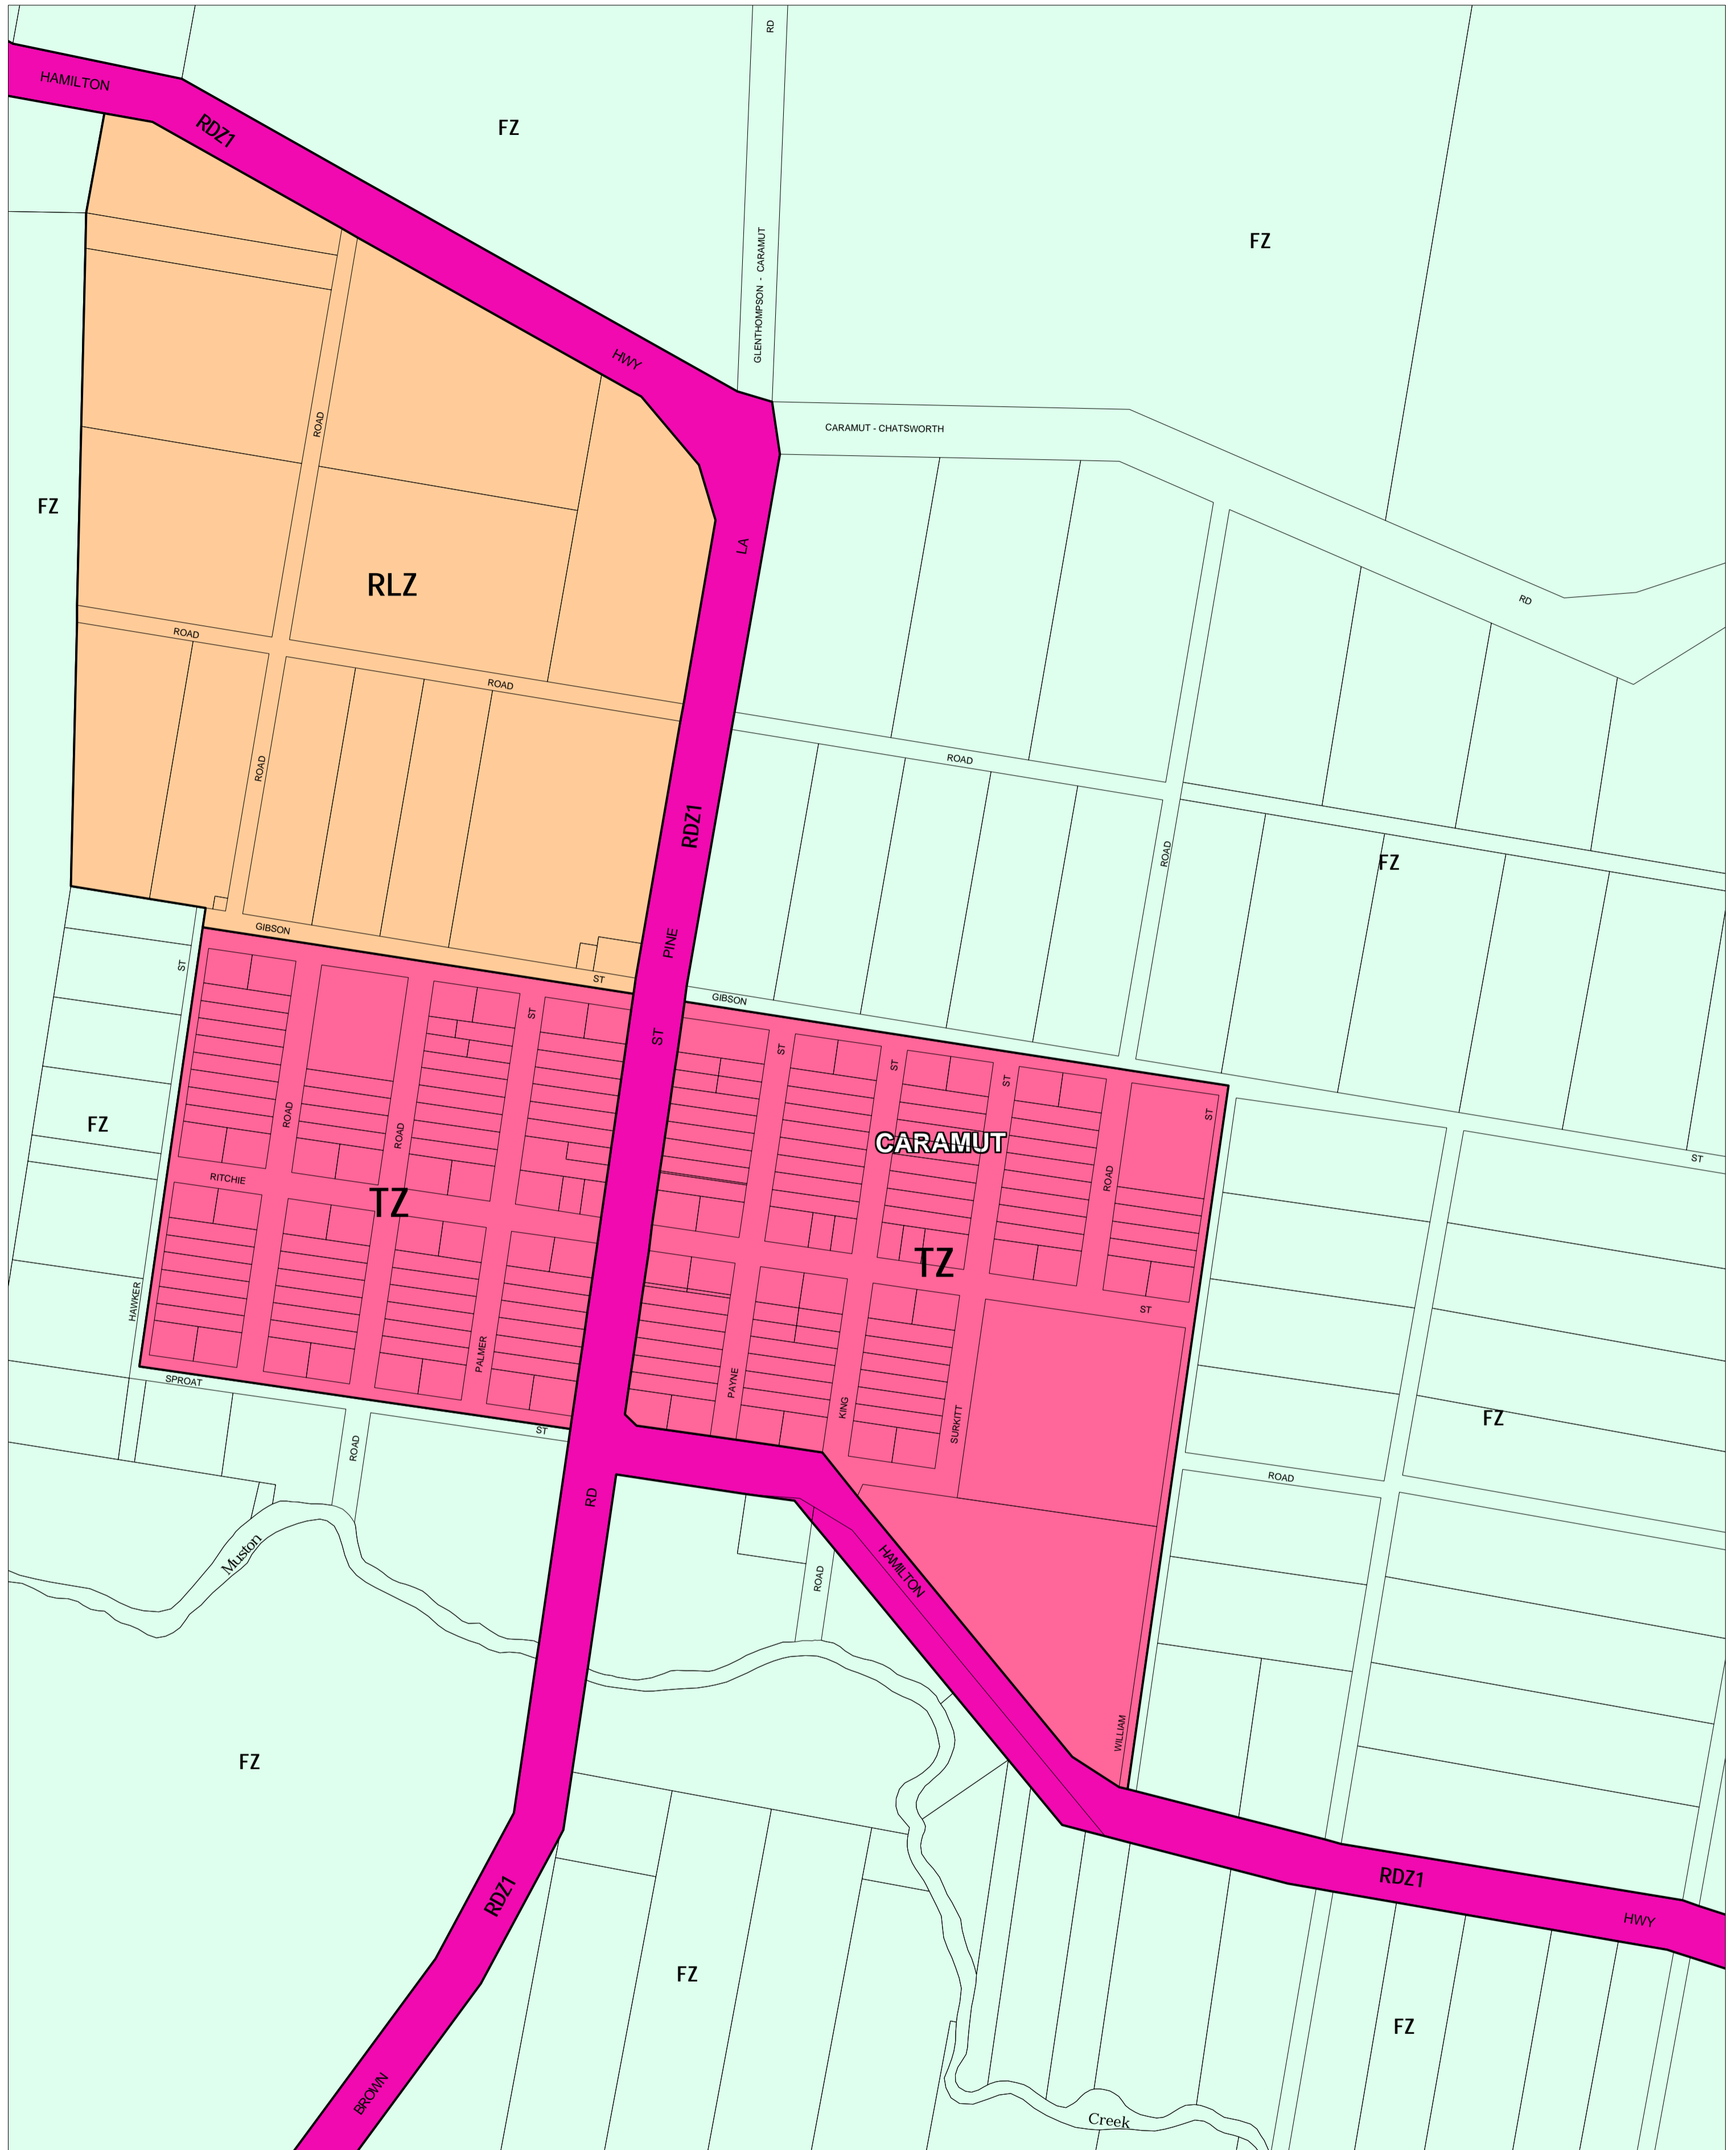 RD
HAMILTON
RDZ1
FZ
FZ
GLENTHOMPSON - CARAMUT
HWY
ROAD
CARAMUT - CHATSWORTH
FZ
LA
RLZ
RD
ROAD
ROAD
ROAD
ROAD
RDZ1
ROAD
FZ
GIBSON
PINE
ST
ST
GIBSON
ST
ST
ST
ST
ST
ST
ROAD
ST
FZ
ROAD
CARAMUT
ST
RITCHIE
TZ
ROAD
TZ
HAWKER
ST
PALMER
SPROAT
PAYNE
KING
SURKITT
FZ
ST
ROAD
ROAD
RD
Muston
HAMILTON
ROAD
WILLIAM
FZ
RDZ1
RDZ1
HWY
FZ
FZ
BROWN
Creek